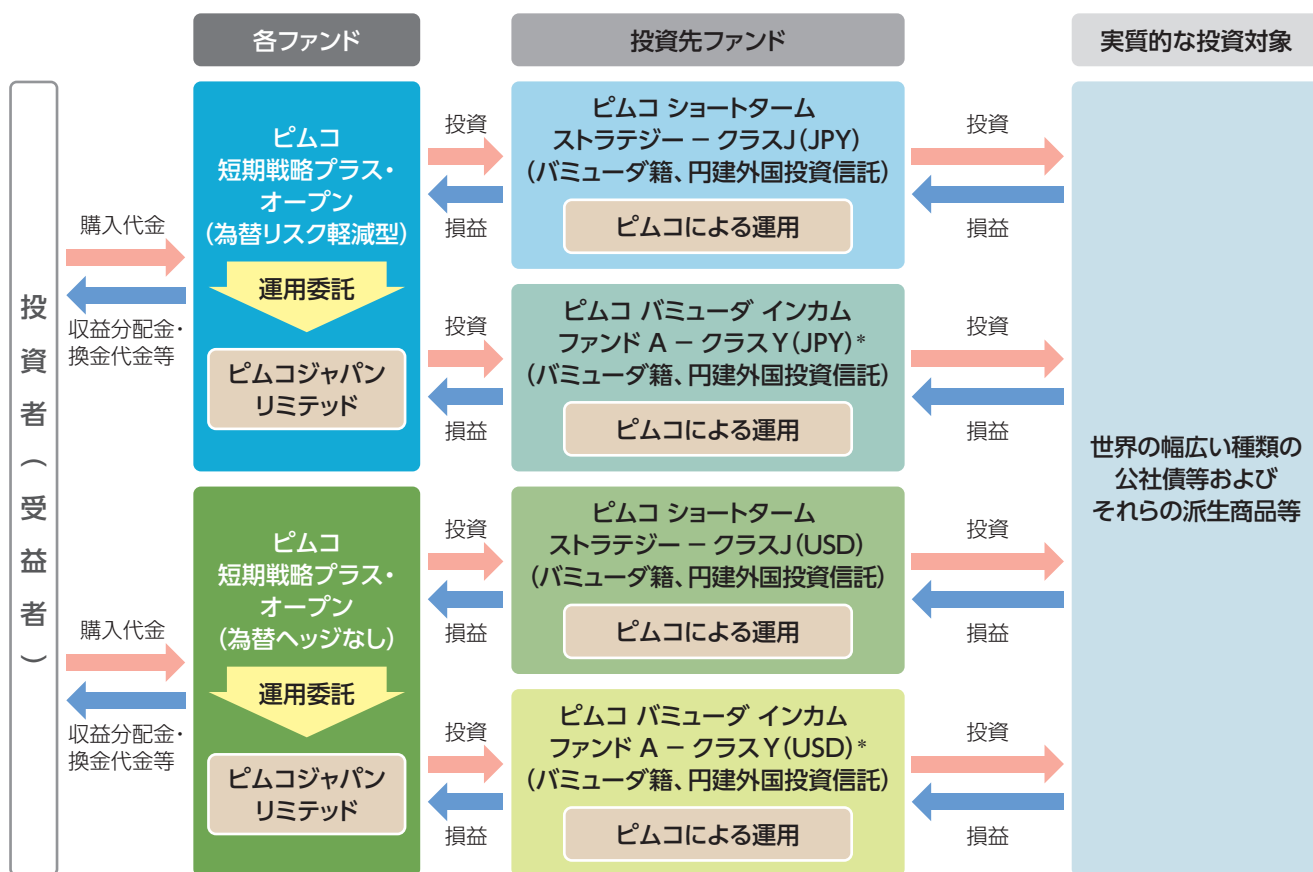 各ファンド
投資先ファンド
実質的な投資対象
投資者(受益者)
購入代金
収益分配金・
換金代金等
ピムコ
短期戦略プラス・
オープン
(為替リスク軽減型)
運用委託
ピムコジャパン
リミテッド
投資
損益
ピムコ ショートターム
ストラテジー − クラスJ(JPY)
(バミューダ籍、円建外国投資信託)
ピムコによる運用
投資
損益
投資
損益
ピムコ バミューダ インカム
ファンド A − クラス Y(JPY)*
(バミューダ籍、円建外国投資信託)
ピムコによる運用
投資
損益
購入代金
収益分配金・
換金代金等
ピムコ
短期戦略プラス・
オープン
(為替ヘッジなし)
運用委託
ピムコジャパン
リミテッド
投資
損益
ピムコ ショートターム
ストラテジー − クラスJ(USD)
(バミューダ籍、円建外国投資信託)
ピムコによる運用
投資
損益
投資
損益
ピムコ バミューダ インカム
ファンド A − クラス Y(USD)*
(バミューダ籍、円建外国投資信託)
ピムコによる運用
投資
損益
世界の幅広い種類の
公社債等および
それらの派生商品等